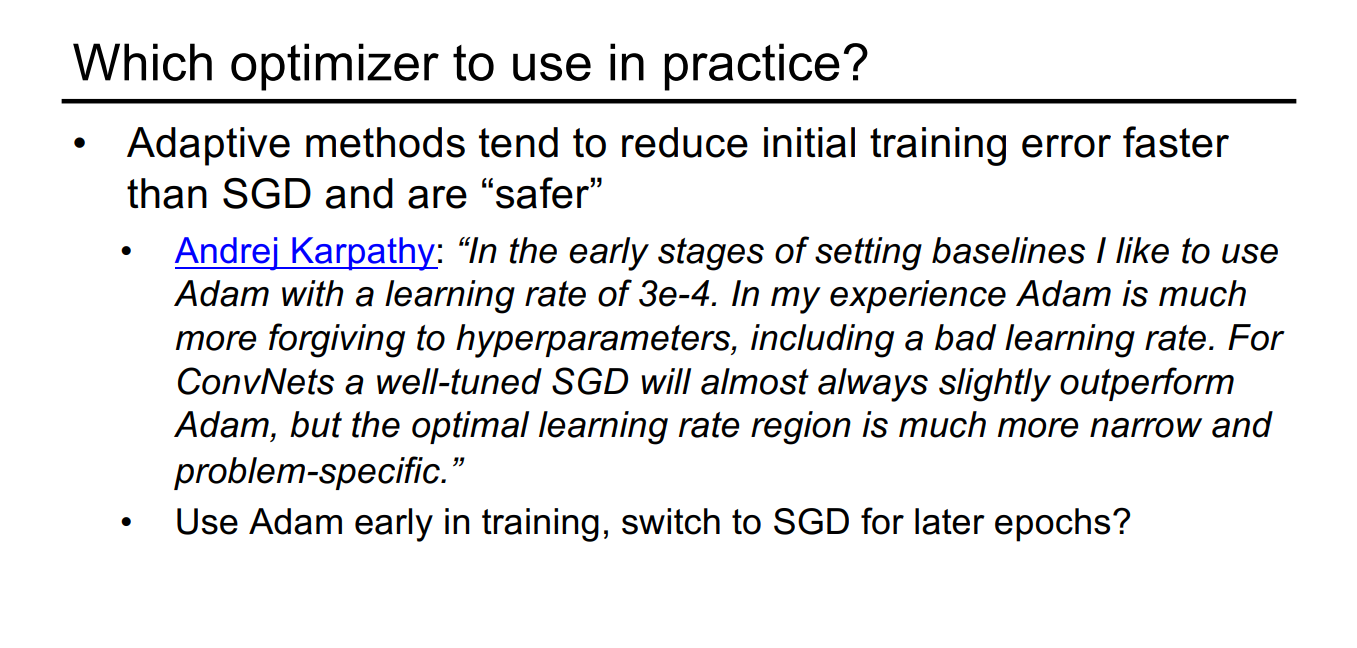 Which optimizer to use in practice?
• Adaptive methods tend to reduce initial training error faster
than SGD and are “safer”
• Andrej Karpathy: “In the early stages of setting baselines I like to use
Adam with a learning rate of 3e-4. In my experience Adam is much
more forgiving to hyperparameters, including a bad learning rate. For
ConvNets a well-tuned SGD will almost always slightly outperform
Adam, but the optimal learning rate region is much more narrow and
problem-specific.”
• Use Adam early in training, switch to SGD for later epochs?